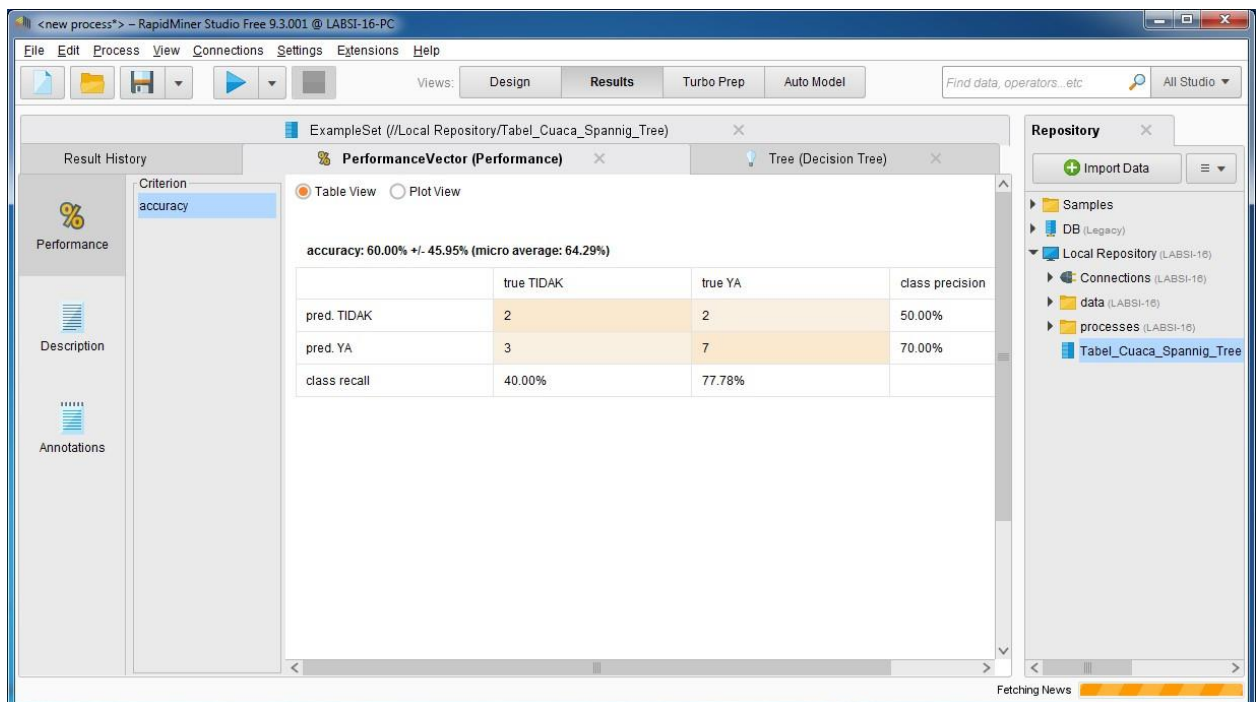 <new process*> – RapidMiner Studio Free 9.3.001 @ LABSI-16-PC
File Edit Process View Connections Settings Extensions Help
Views: Design Results Turbo Prep Auto Model Find data, operators...etc All Studio
ExampleSet (//Local Repository/Tabel_Cuaca_Spannig_Tree)
Result History % PerformanceVector (Performance) Tree (Decision Tree)
Repository
Import Data
Samples
DB (Legacy)
Local Repository (LABSI-16)
Connections (LABSI-16)
data (LABSI-16)
processes (LABSI-16)
Tabel_Cuaca_Spannig_Tree
%
Performance
Description
Annotations
Criterion
accuracy
Table View Plot View
accuracy: 60.00% +/- 45.95% (micro average: 64.29%)
true TIDAK true YA class precision
pred. TIDAK 2 2 50.00%
pred. YA 3 7 70.00%
class recall 40.00% 77.78%
Fetching News